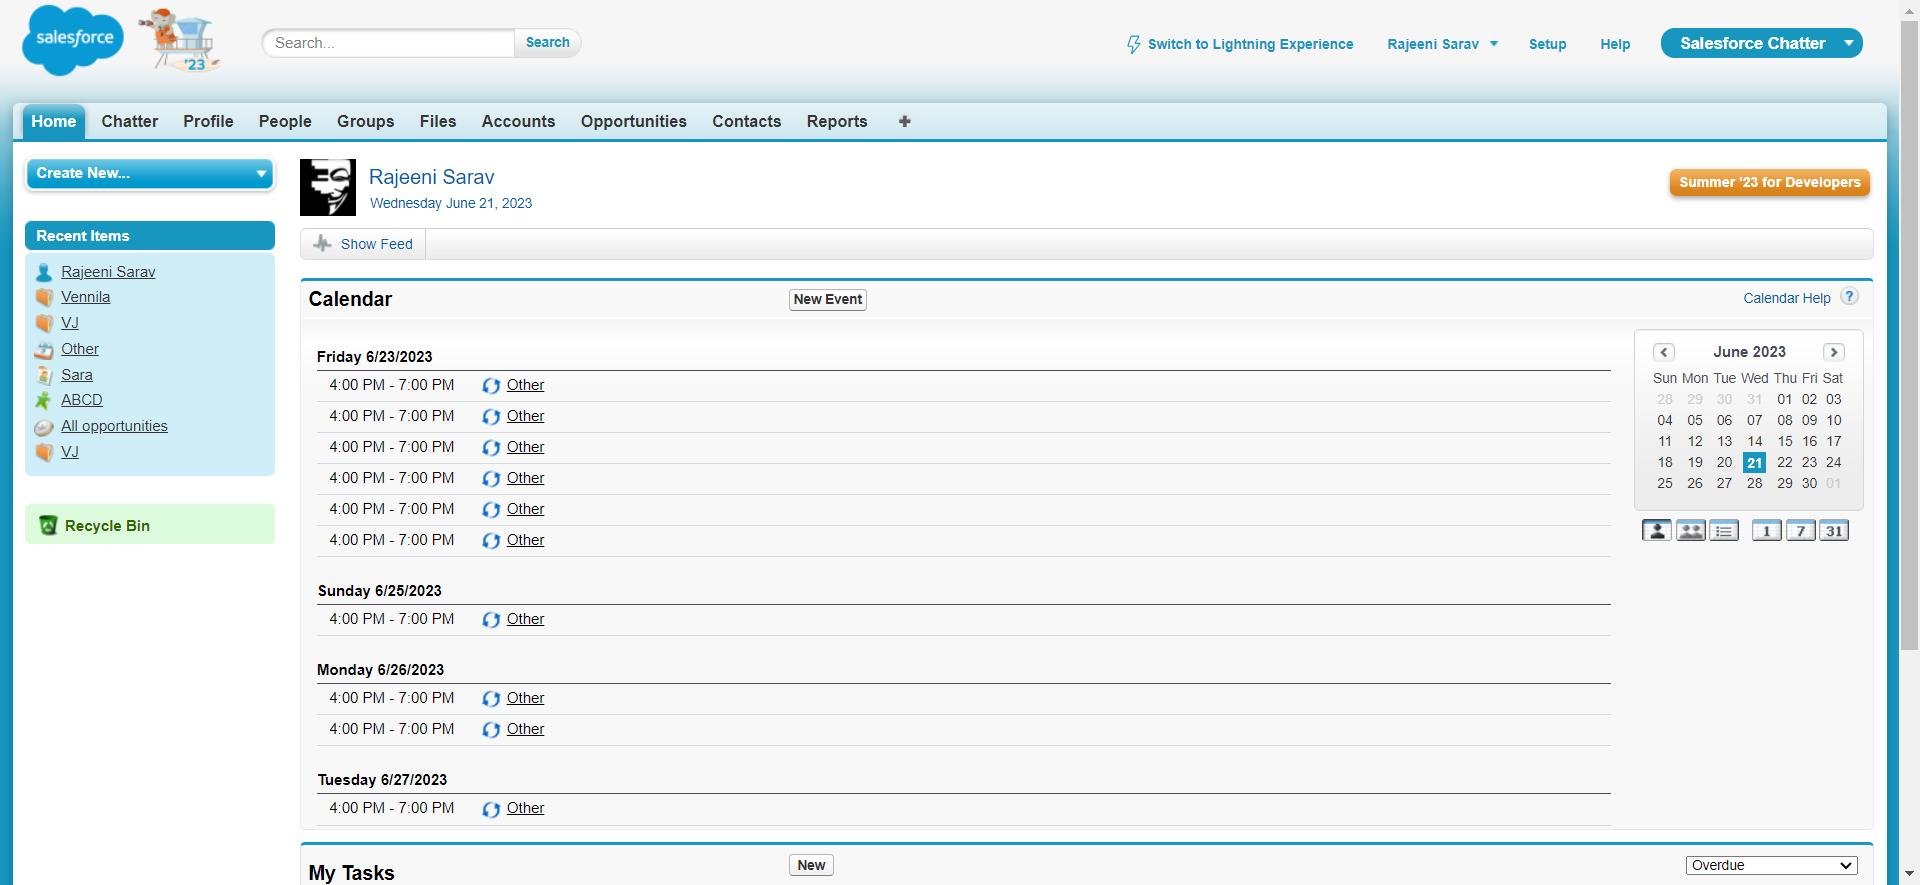 salesforce
'23
Search...
Search
Switch to Lightning Experience
Rajeeni Sarav
Setup
Help
Salesforce Chatter
Home
Chatter
Profile
People
Groups
Files
Accounts
Opportunities
Contacts
Reports
Create New...
Recent Items
Rajeeni Sarav
Vennila
VJ
Other
Sara
ABCD
All opportunities
VJ
Recycle Bin
Rajeeni Sarav
Wednesday June 21, 2023
Summer '23 for Developers
Show Feed
Calendar
New Event
Calendar Help ?
Friday 6/23/2023
4:00 PM - 7:00 PM Other
4:00 PM - 7:00 PM Other
4:00 PM - 7:00 PM Other
4:00 PM - 7:00 PM Other
4:00 PM - 7:00 PM Other
4:00 PM - 7:00 PM Other
Sunday 6/25/2023
4:00 PM - 7:00 PM Other
Monday 6/26/2023
4:00 PM - 7:00 PM Other
4:00 PM - 7:00 PM Other
Tuesday 6/27/2023
4:00 PM - 7:00 PM Other
June 2023
Sun Mon Tue Wed Thu Fri Sat
28 29 30 31 01 02 03
04 05 06 07 08 09 10
11 12 13 14 15 16 17
18 19 20 21 22 23 24
25 26 27 28 29 30 01
1 7 31
My Tasks
New
Overdue